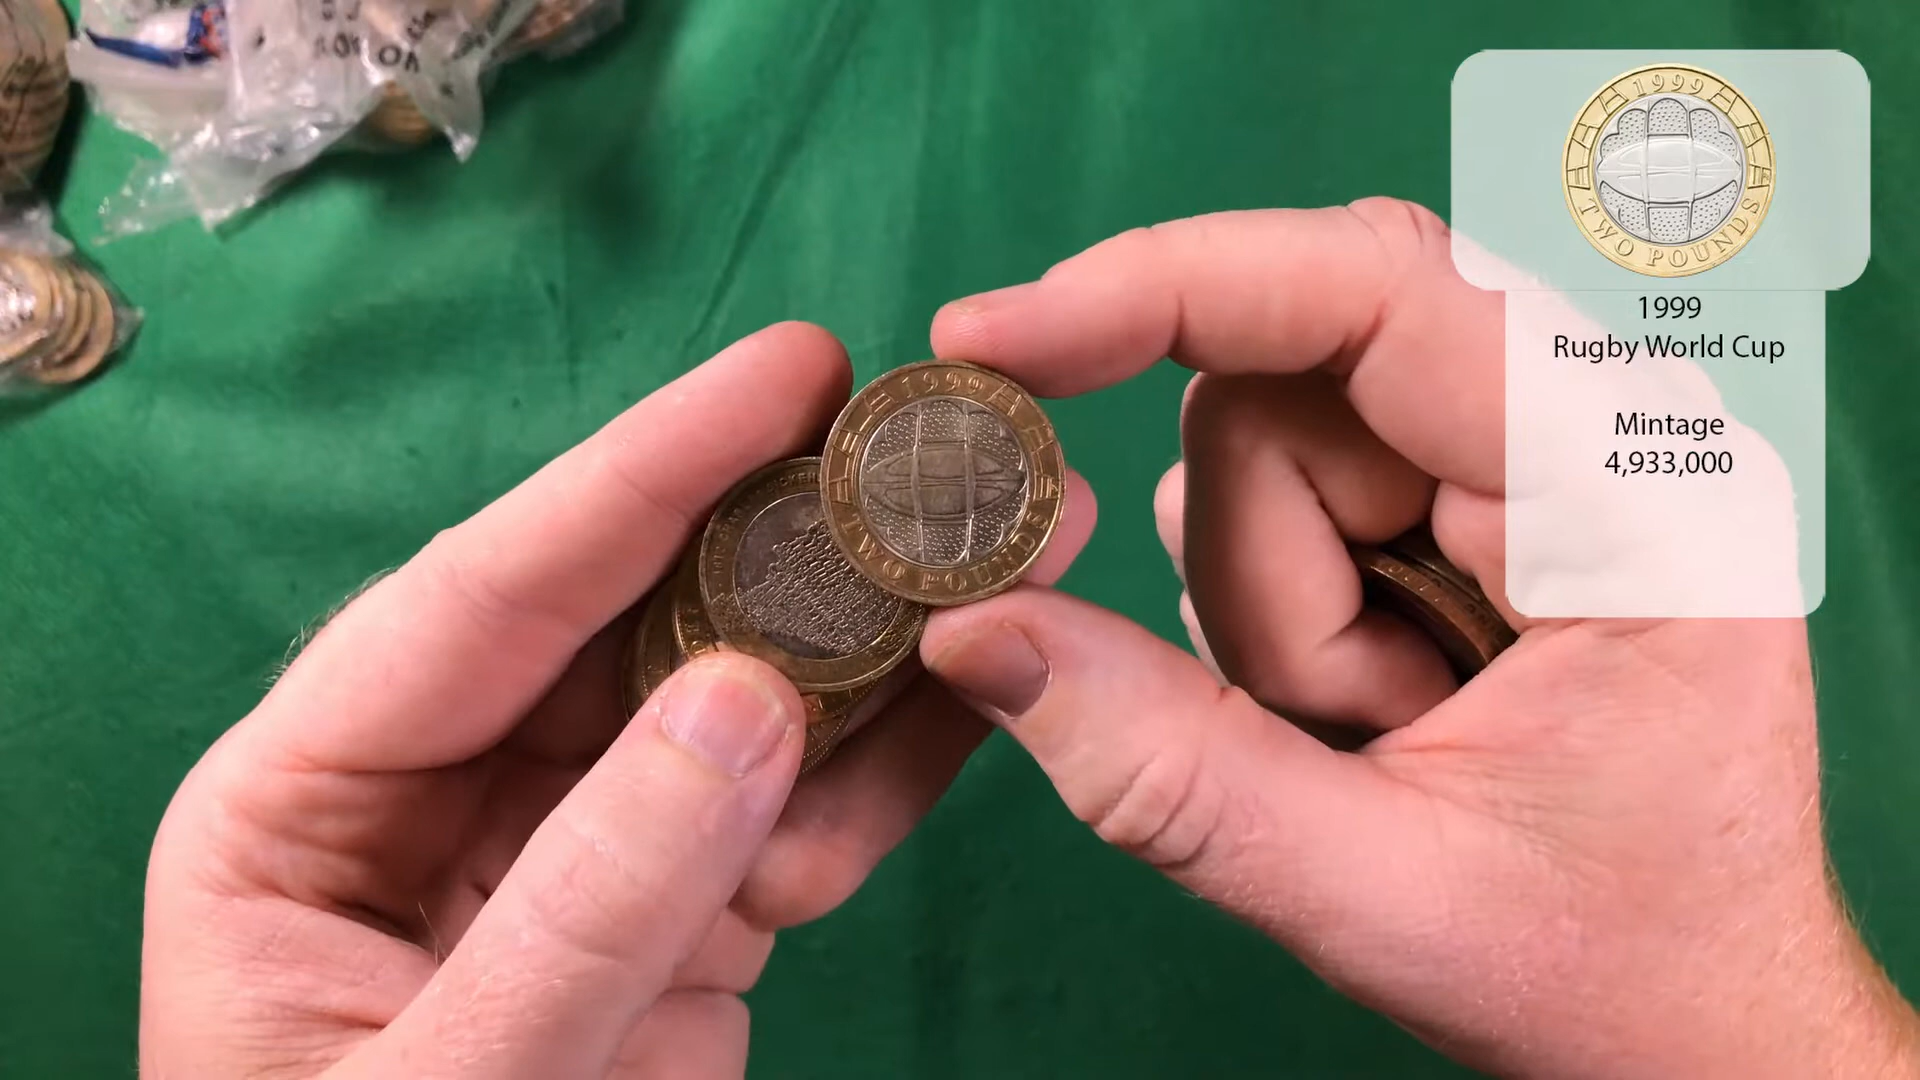 1999
TWO POUNDS
1999
Rugby World Cup
Mintage
4,933,000
1999
TWO POUNDS